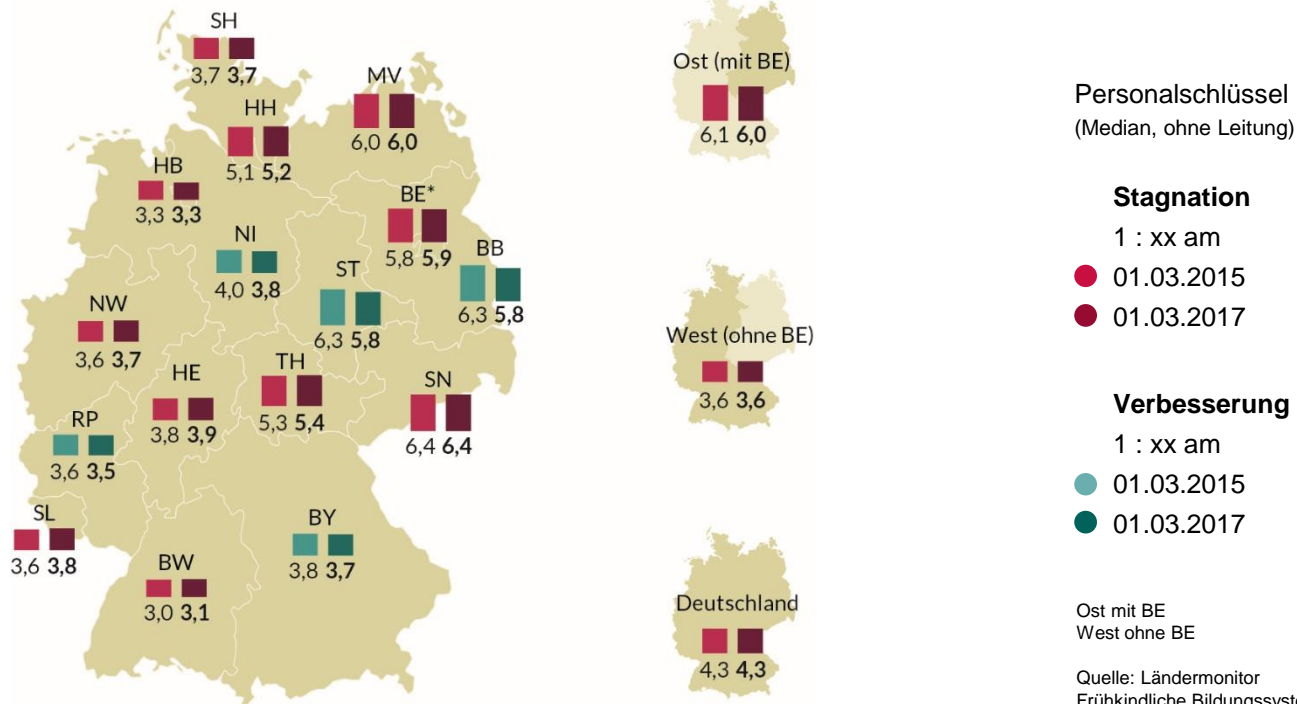 SH
3,7 3,7
MV
6,0 6,0
HH
5,1 5,2
HB
3,3 3,3
BE*
5,8 5,9
NI
4,0 3,8
BB
6,3 5,8
ST
6,3 5,8
NW
3,6 3,7
TH
5,3 5,4
HE
3,8 3,9
SN
6,4 6,4
RP
3,6 3,5
SL
3,6 3,8
BY
3,8 3,7
BW
3,0 3,1
Ost (mit BE)
6,1 6,0
West (ohne BE)
3,6 3,6
Deutschland
4,3 4,3
Personalschlüssel
(Median, ohne Leitung)
Stagnation
1 : xx am
01.03.2015
01.03.2017
Verbesserung
1 : xx am
01.03.2015
01.03.2017
Ost mit BE
West ohne BE
Quelle: Ländermonitor
Frühkindliche